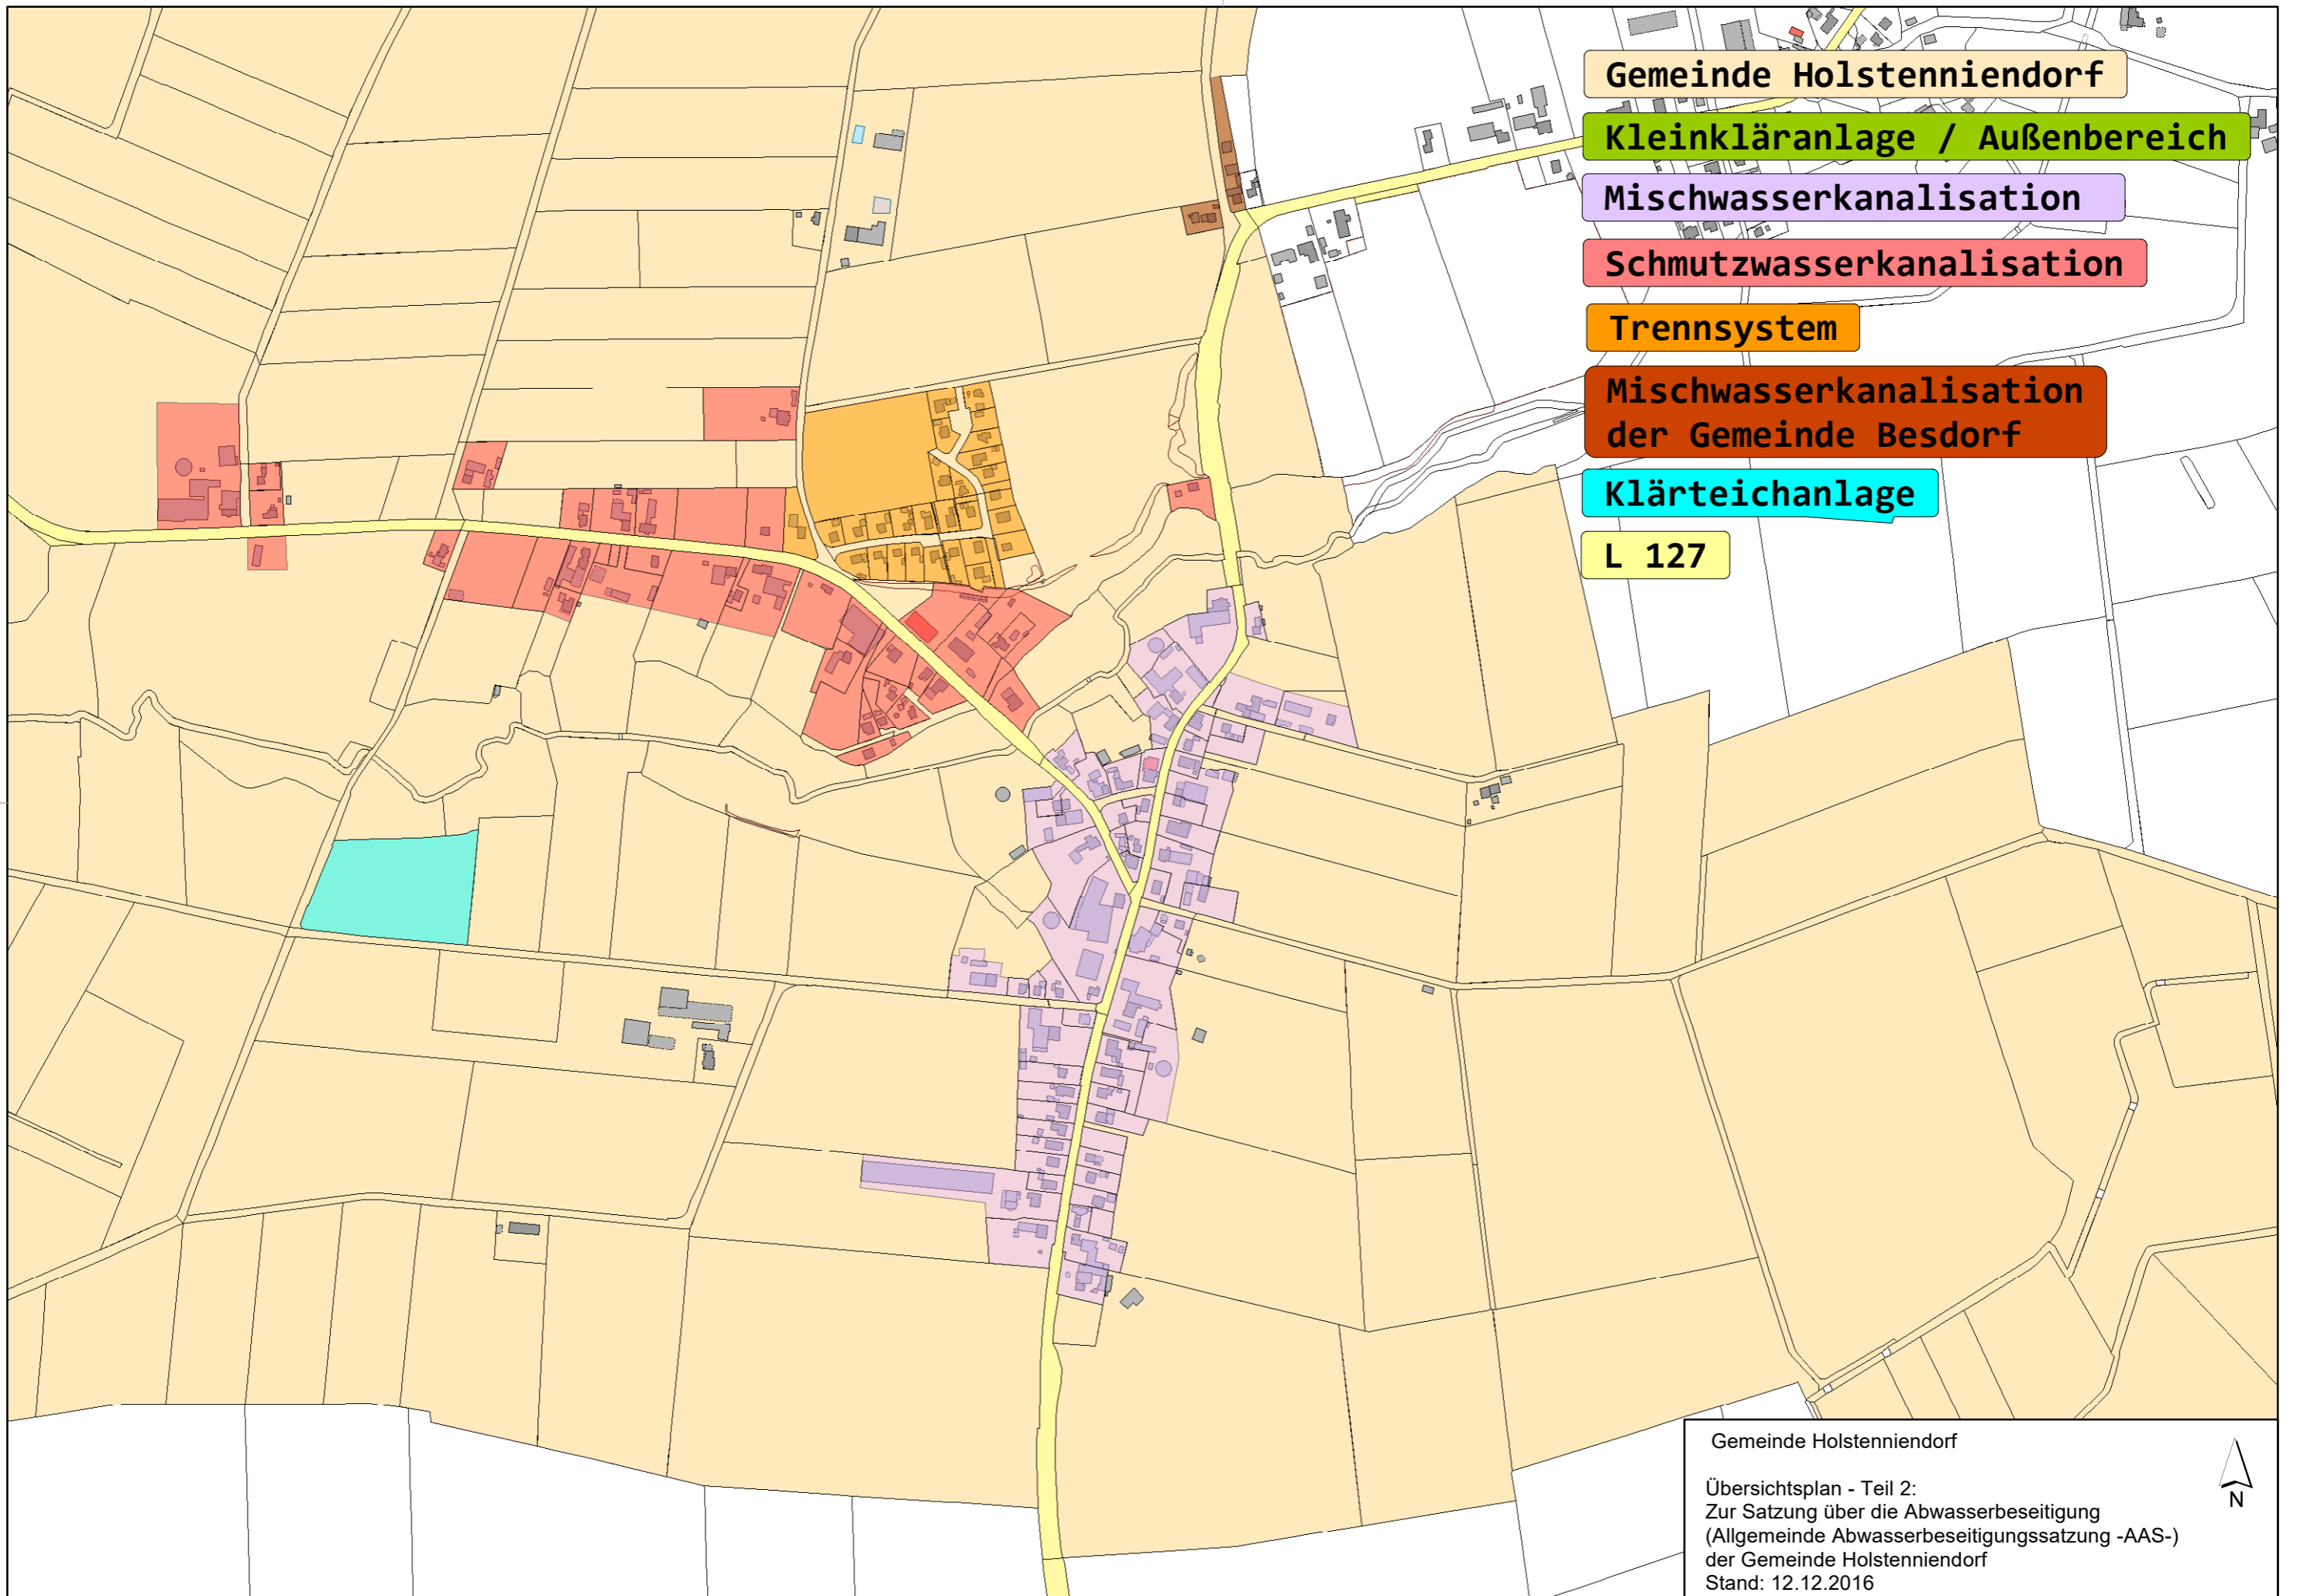 Gemeinde Holstenniendorf
Kleinkläranlage / Außenbereich
Mischwasserkanalisation
Schmutzwasserkanalisation
Trennsystem
Mischwasserkanalisation
der Gemeinde Besdorf
Klärteichanlage
L 127
Gemeinde Holstenniendorf
Übersichtsplan - Teil 2:
Zur Satzung über die Abwasserbeseitigung
(Allgemeinde Abwasserbeseitigungssatzung -AAS-)
der Gemeinde Holstenniendorf
Stand: 12.12.2016
N